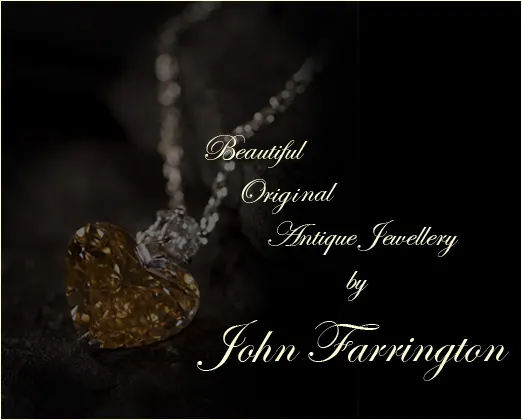 Beautiful
Original
Antique Jewellery
by
John Farrington